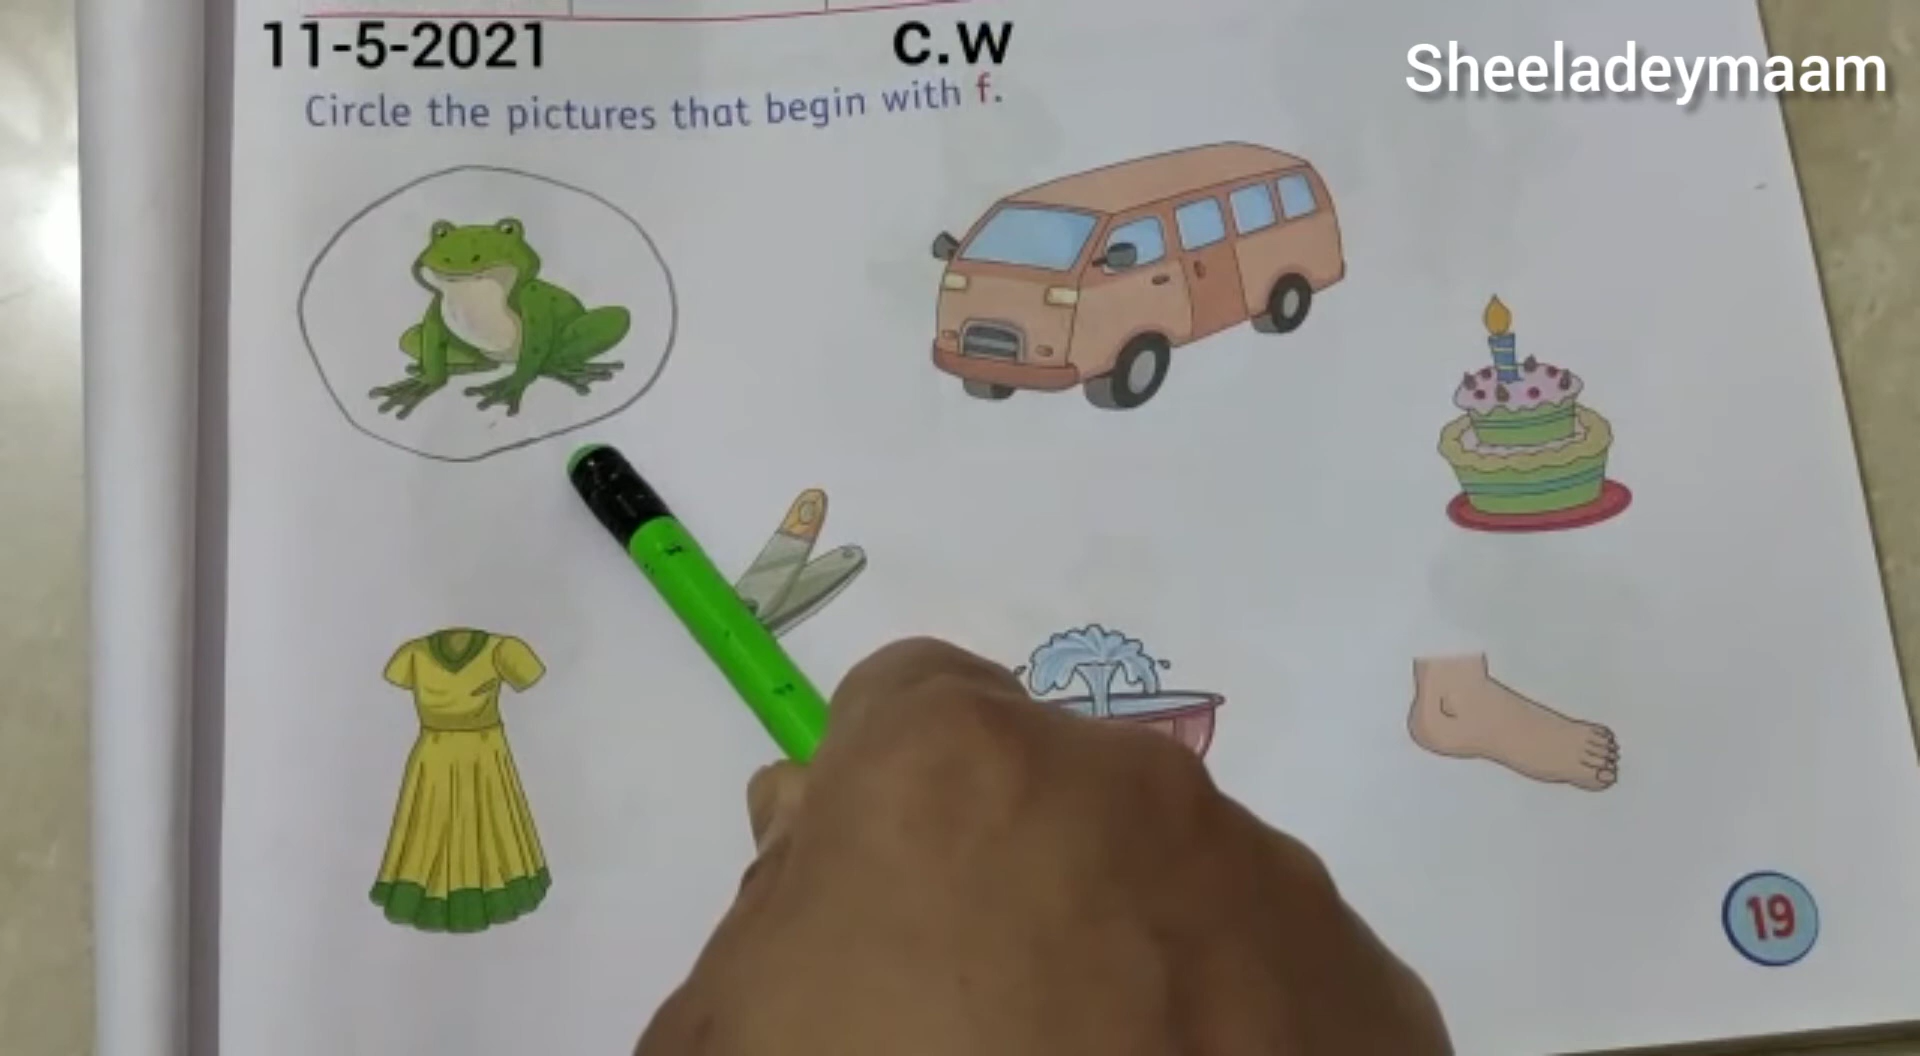 11-5-2021 C.W
Sheeladeymaam
Circle the pictures that begin with f.
19